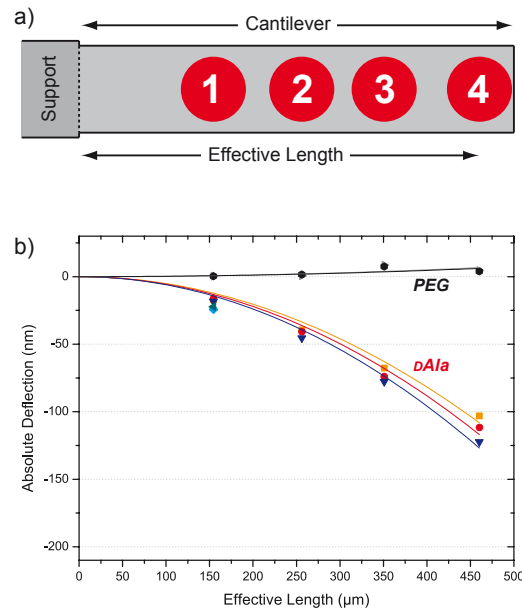 a)
Cantilever
Support
1 2 3 4
Effective Length
b)
0
-50
-100
-150
-200
Absolute Deflection (nm)
PEG
DAla
0 50 100 150 200 250 300 350 400 450 500
Effective Length (µm)